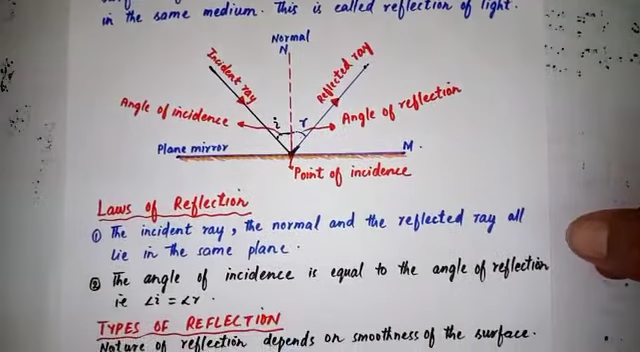 in the same medium. This is called reflection of light.
Normal
N
Incident ray
Reflected ray
Angle of incidence
i
r
Angle of reflection
Plane mirror
M
Point of incidence
Laws of Reflection
① The incident ray, the normal and the reflected ray all
lie in the same plane.
② The angle of incidence is equal to the angle of reflection
ie ∠i = ∠r.
TYPES OF REFLECTION
Nature of reflection depends on smoothness of the surface.